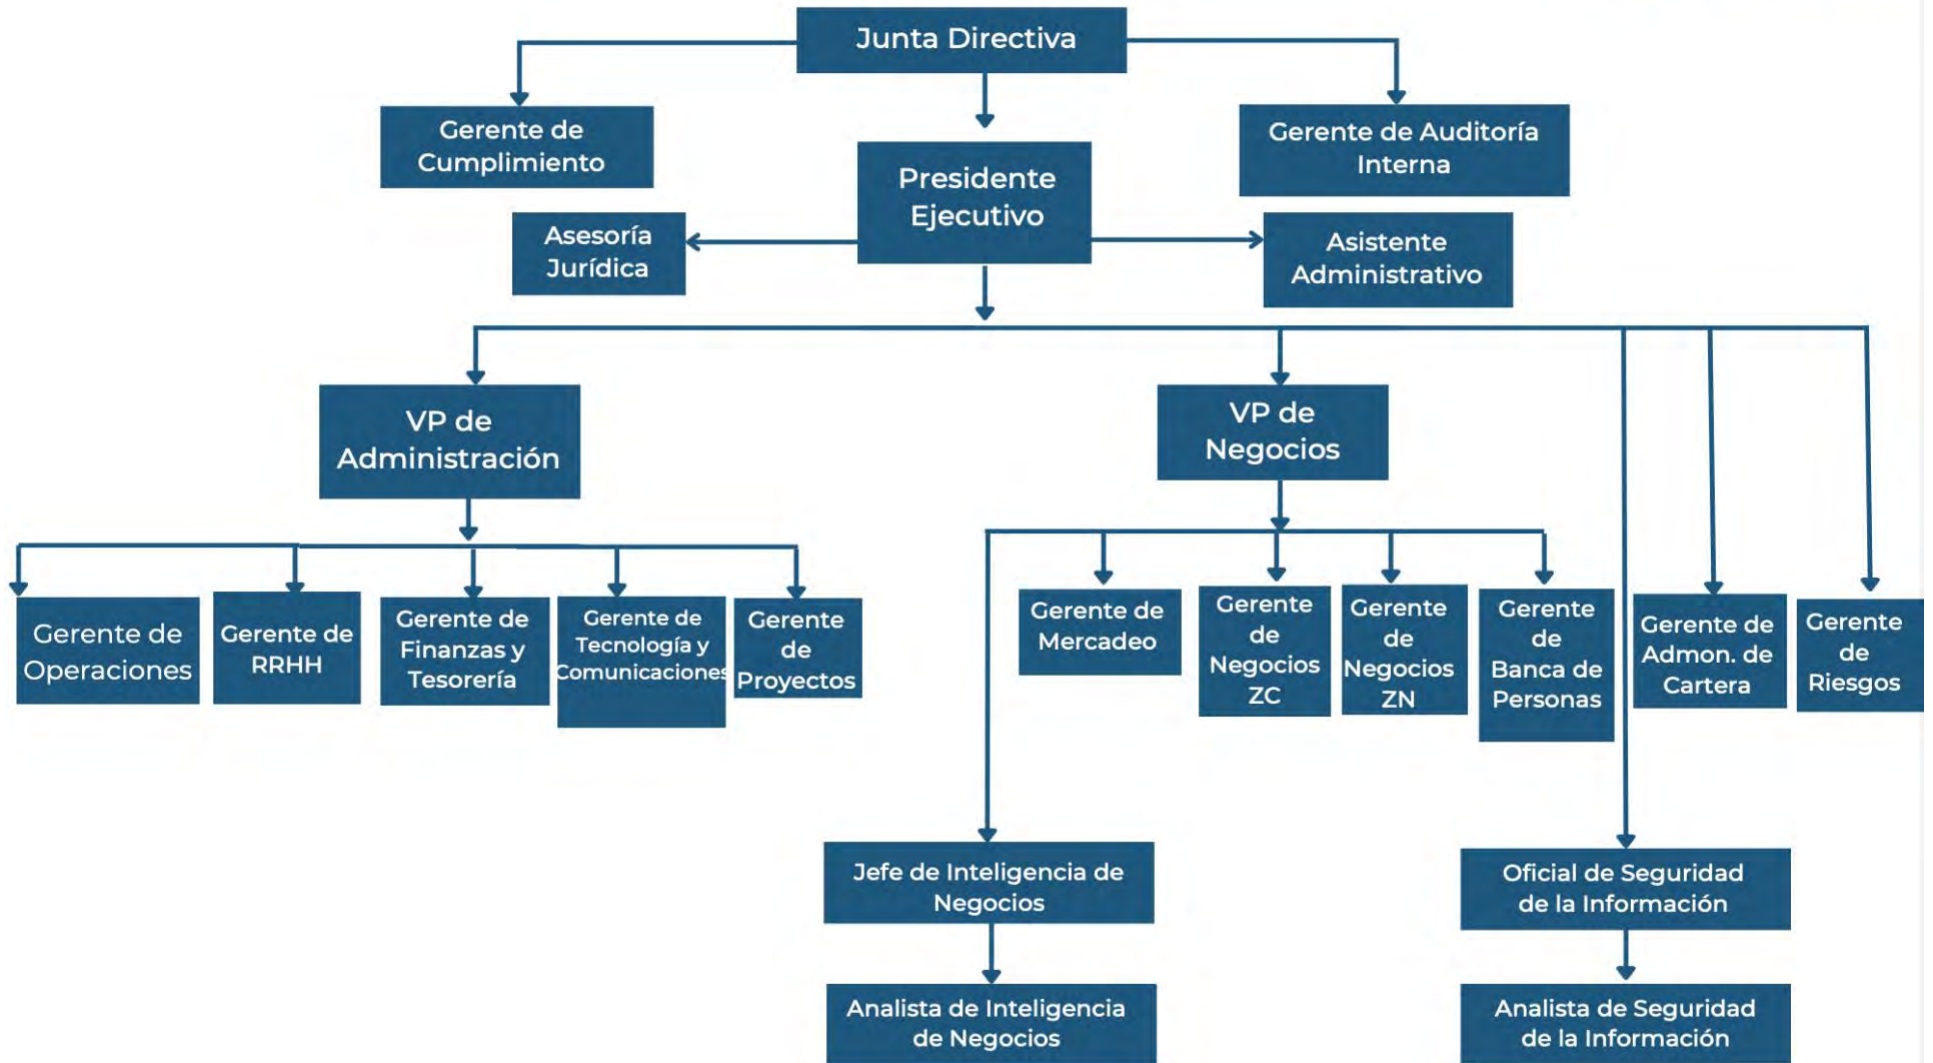 Junta Directiva
Gerente de
Cumplimiento
Presidente
Ejecutivo
Gerente de Auditoría
Interna
Asesoría
Jurídica
Asistente
Administrativo
VP de
Administración
VP de
Negocios
Gerente de
Operaciones
Gerente de
RRHH
Gerente de
Finanzas y
Tesorería
Gerente de
Tecnología y
Comunicaciones
Gerente
de
Proyectos
Gerente de
Mercadeo
Gerente
de
Negocios
ZC
Gerente
de
Negocios
ZN
Gerente
de
Banca de
Personas
Gerente de
Admon. de
Cartera
Gerente
de
Riesgos
Jefe de Inteligencia de
Negocios
Oficial de Seguridad
de la Información
Analista de Inteligencia
de Negocios
Analista de Seguridad
de la Información